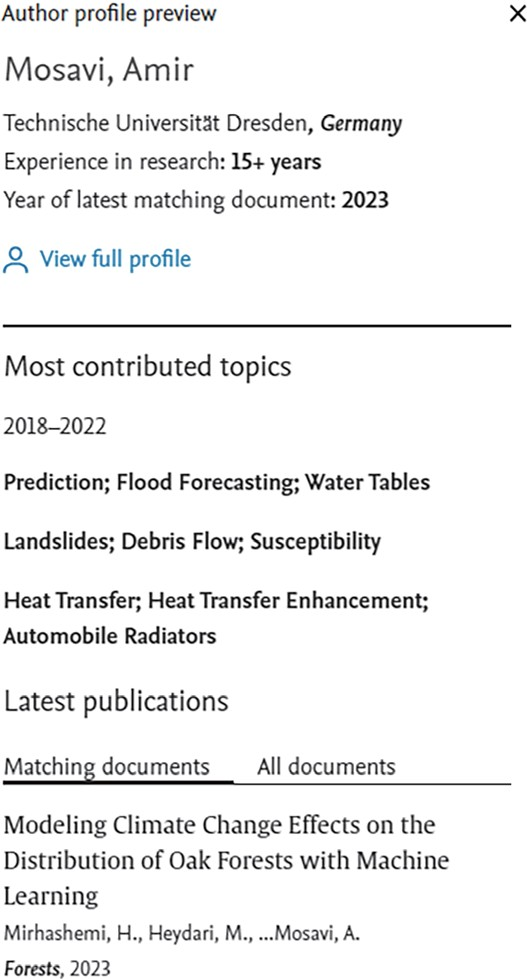 Author profile preview
Mosavi, Amir
Technische Universität Dresden, Germany
Experience in research: 15+ years
Year of latest matching document: 2023
View full profile
Most contributed topics
2018–2022
Prediction; Flood Forecasting; Water Tables
Landslides; Debris Flow; Susceptibility
Heat Transfer; Heat Transfer Enhancement;
Automobile Radiators
Latest publications
Matching documents All documents
Modeling Climate Change Effects on the
Distribution of Oak Forests with Machine
Learning
Mirhashemi, H., Heydari, M., ...Mosavi, A.
Forests, 2023